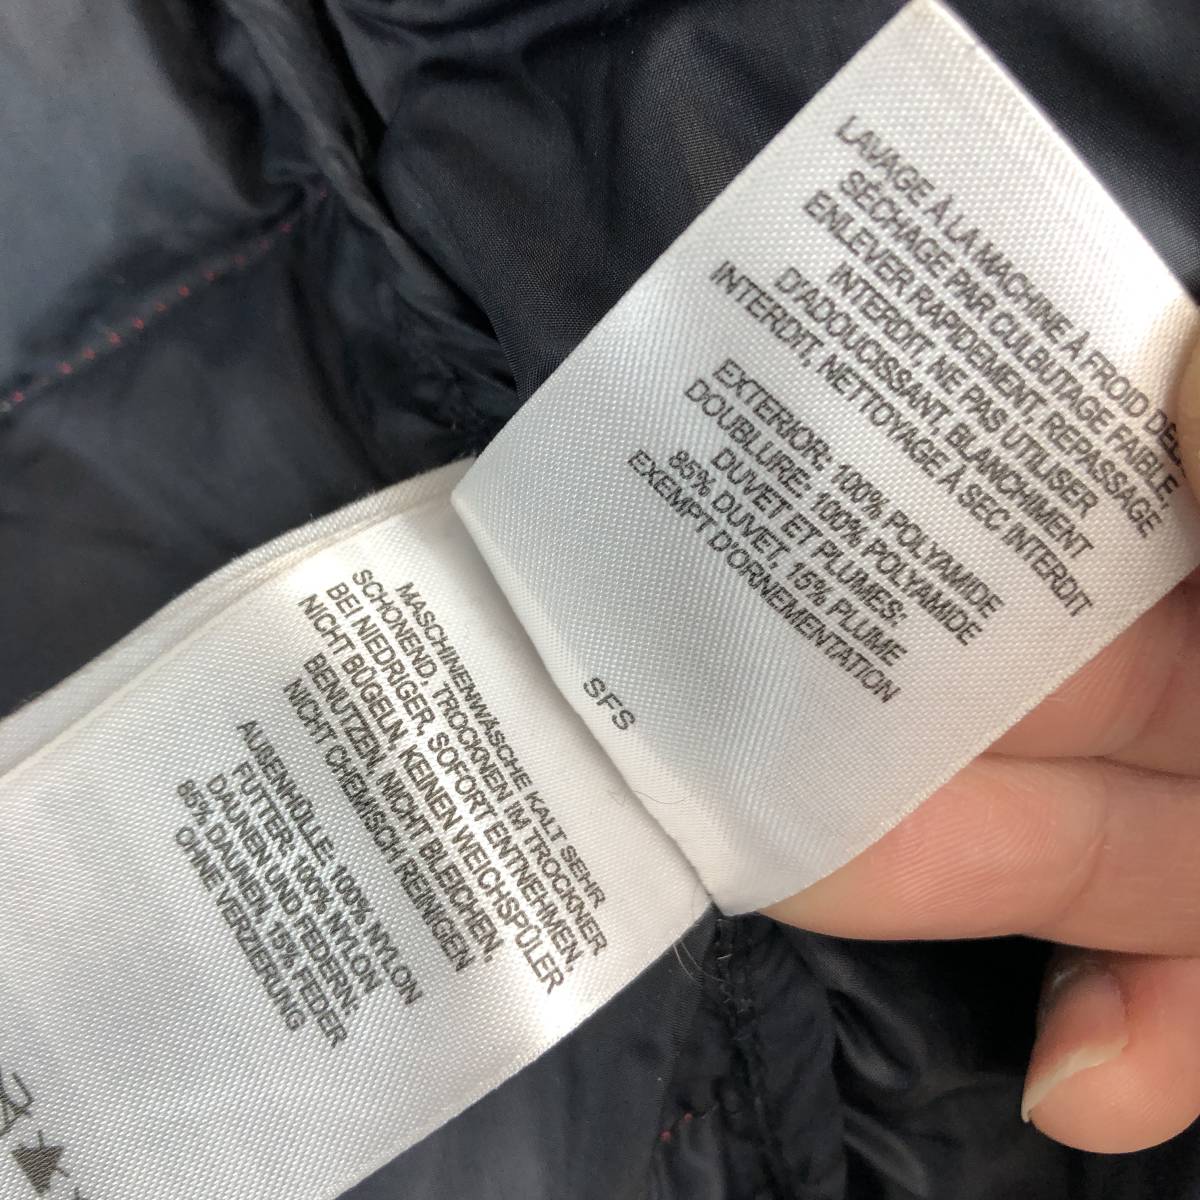 LAVAGE À LA MACHINE À FROID
SÉCHAGE PAR CULBUTAGE FAIBLE,
ENLEVER RAPIDEMENT, REPASSAGE
INTERDIT, NE PAS UTILISER
D'ADOUCISSANT, BLANCHIMENT
INTERDIT, NETTOYAGE À SEC INTERDIT
EXTERIOR: 100% POLYAMIDE
DOUBLURE: 100% POLYAMIDE
DUVET ET PLUMES:
85% DUVET, 15% PLUME
EXEMPT D'ORNEMENTATION
SFS
MASCHINENWÄSCHE KALT SEHR
SCHONEND, TROCKNEN IM TROCKNER
BEI NIEDRIGER, SOFORT ENTNEHMEN,
NICHT BÜGELN, KEINEN WEICHSPÜLER
BENUTZEN, NICHT BLEICHEN,
NICHT CHEMISCH REINIGEN
AUßENHÜLLE: 100% NYLON
FUTTER: 100% NYLON
DAUNEN UND FEDERN:
85% DAUNEN, 15% FEDER
OHNE VERZIERUNG